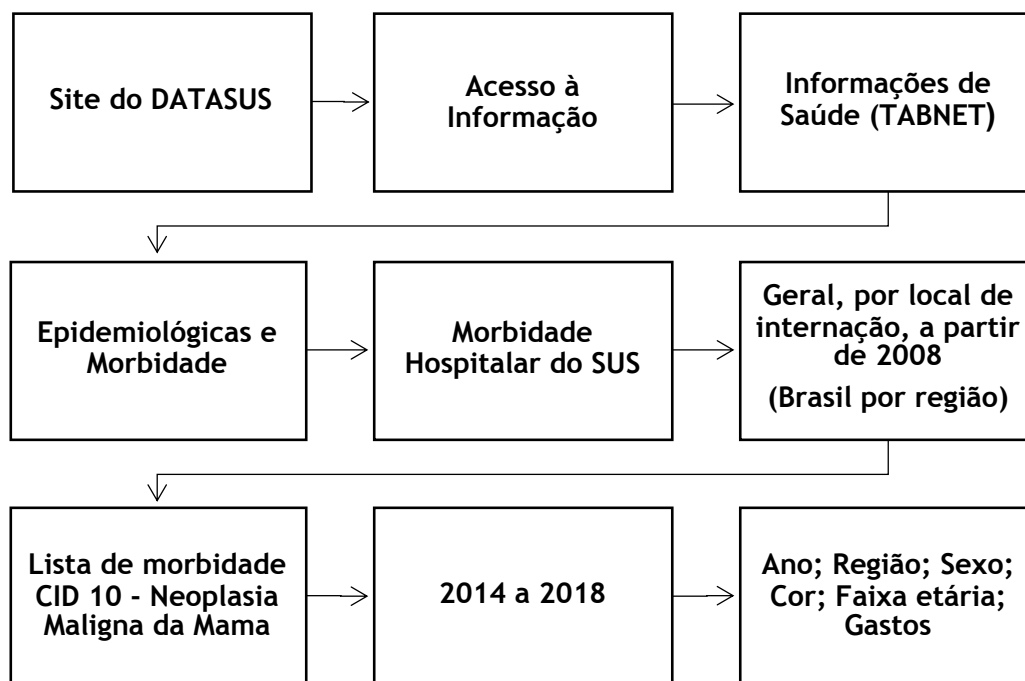 Site do DATASUS
Acesso à
Informação
Informações de
Saúde (TABNET)
Epidemiológicas e
Morbidade
Morbidade
Hospitalar do SUS
Geral, por local de
internação, a partir
de 2008
(Brasil por região)
Lista de morbidade
CID 10 - Neoplasia
Maligna da Mama
2014 a 2018
Ano; Região; Sexo;
Cor; Faixa etária;
Gastos